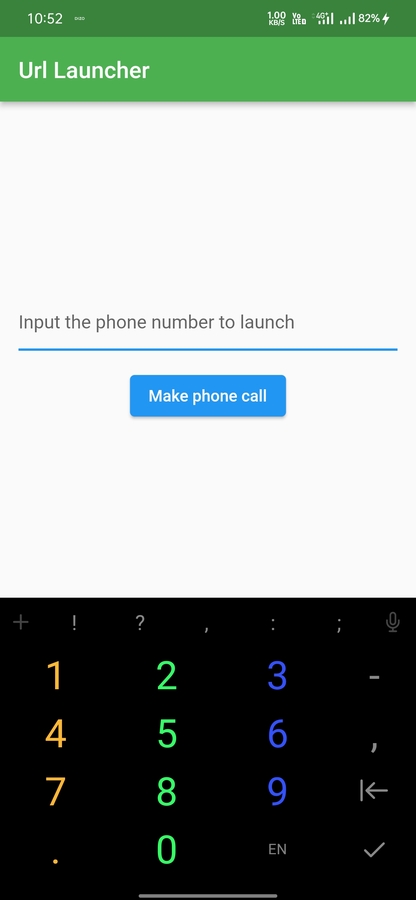 10:52
1.00 KB/S Vo LTED 4G+ 82%
Url Launcher
Input the phone number to launch
Make phone call
+ ! ? , : ;
1 2 3 -
4 5 6 ,
7 8 9
. 0 EN